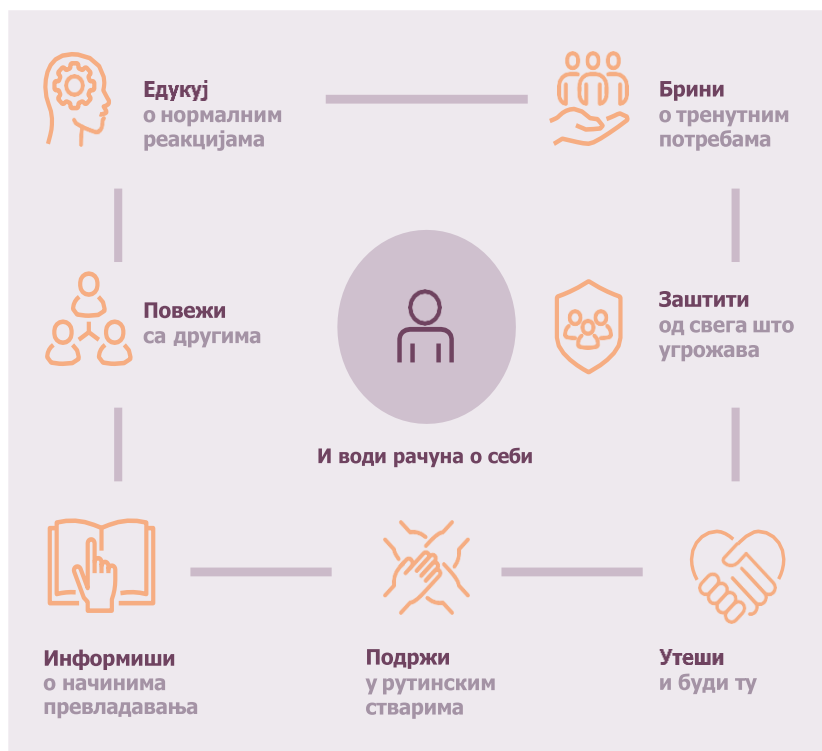 Едукуј
о нормалним
реакцијама
Брини
о тренутним
потребама
Повежи
са другима
Заштити
од свега што
угрожава
И води рачуна о себи
Информиши
о начинима
превладавања
Подржи
у рутинским
стварима
Утеши
и буди ту